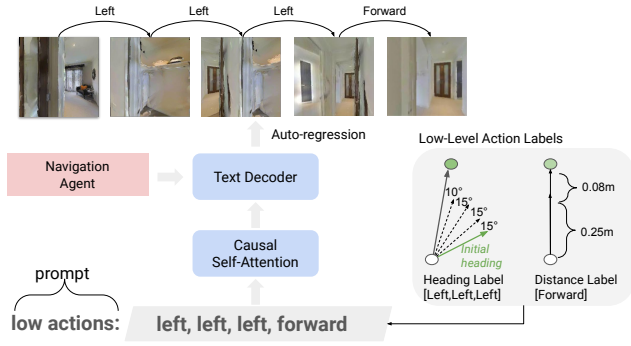 Left
Left
Left
Forward
Auto-regression
Low-Level Action Labels
Navigation
Agent
Text Decoder
10°
15°
15°
15°
0.08m
0.25m
Causal
Self-Attention
Initial
heading
Heading Label
[Left,Left,Left]
Distance Label
[Forward]
prompt
low actions:
left, left, left, forward